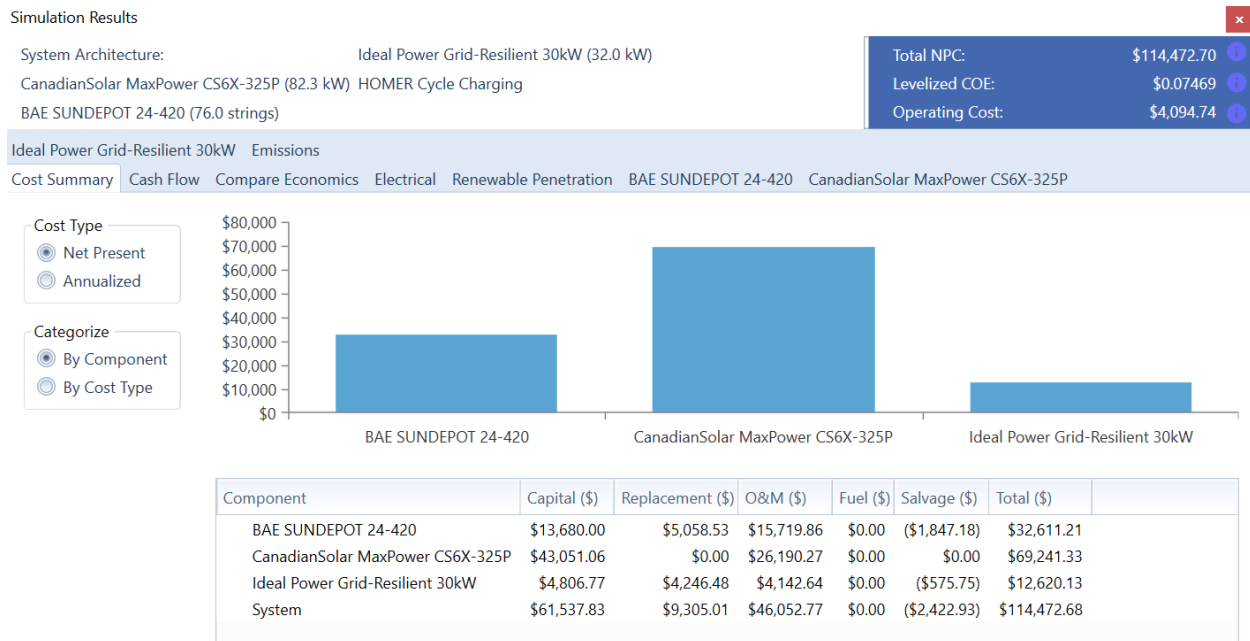 Simulation Results
System Architecture: Ideal Power Grid-Resilient 30kW (32.0 kW)
CanadianSolar MaxPower CS6X-325P (82.3 kW) HOMER Cycle Charging
BAE SUNDEPOT 24-420 (76.0 strings)
Total NPC: $114,472.70
Levelized COE: $0.07469
Operating Cost: $4,094.74
Ideal Power Grid-Resilient 30kW Emissions
Cost Summary Cash Flow Compare Economics Electrical Renewable Penetration BAE SUNDEPOT 24-420 CanadianSolar MaxPower CS6X-325P
Cost Type
Net Present
Annualized
Categorize
By Component
By Cost Type
$80,000
$70,000
$60,000
$50,000
$40,000
$30,000
$20,000
$10,000
$0
BAE SUNDEPOT 24-420 CanadianSolar MaxPower CS6X-325P Ideal Power Grid-Resilient 30kW
Component Capital ($) Replacement ($) O&M ($) Fuel ($) Salvage ($) Total ($)
BAE SUNDEPOT 24-420 $13,680.00 $5,058.53 $15,719.86 $0.00 ($1,847.18) $32,611.21
CanadianSolar MaxPower CS6X-325P $43,051.06 $0.00 $26,190.27 $0.00 $0.00 $69,241.33
Ideal Power Grid-Resilient 30kW $4,806.77 $4,246.48 $4,142.64 $0.00 ($575.75) $12,620.13
System $61,537.83 $9,305.01 $46,052.77 $0.00 ($2,422.93) $114,472.68